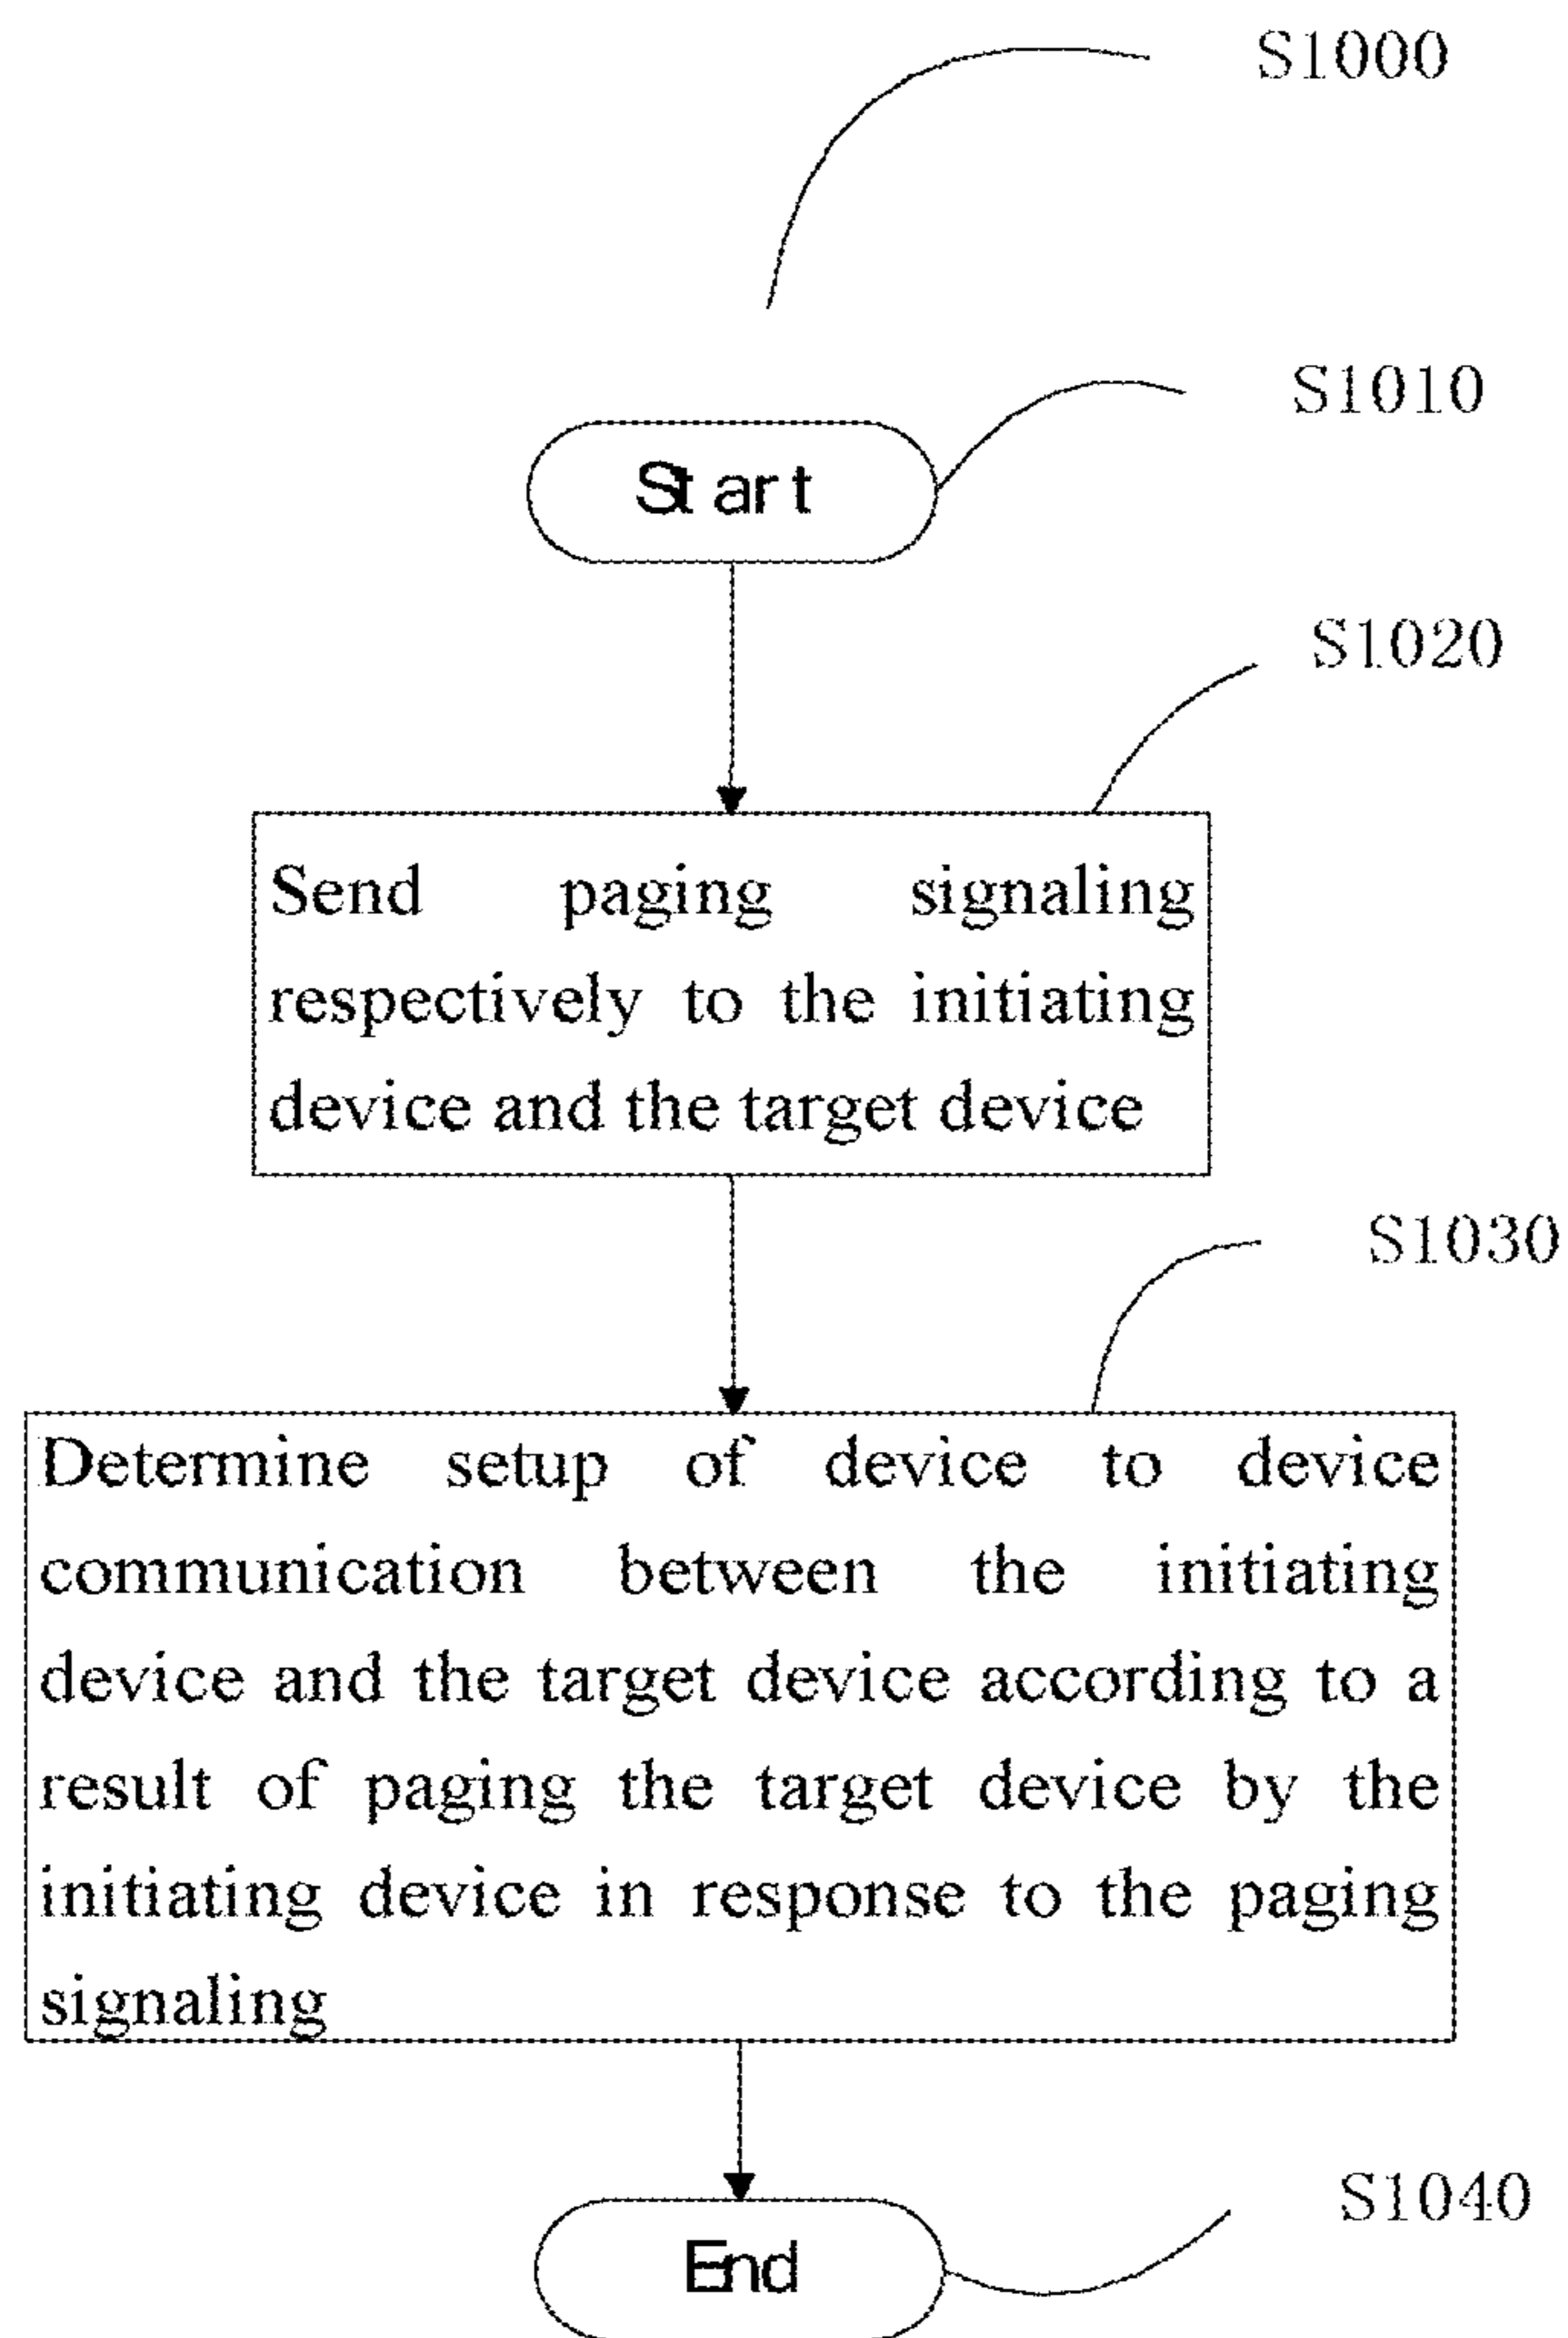 S1000
S1010
Start
S1020
Send paging signaling
respectively to the initiating
device and the target device
S1030
Determine setup of device to device
communication between the initiating
device and the target device according to a
result of paging the target device by the
initiating device in response to the paging
signaling
S1040
End